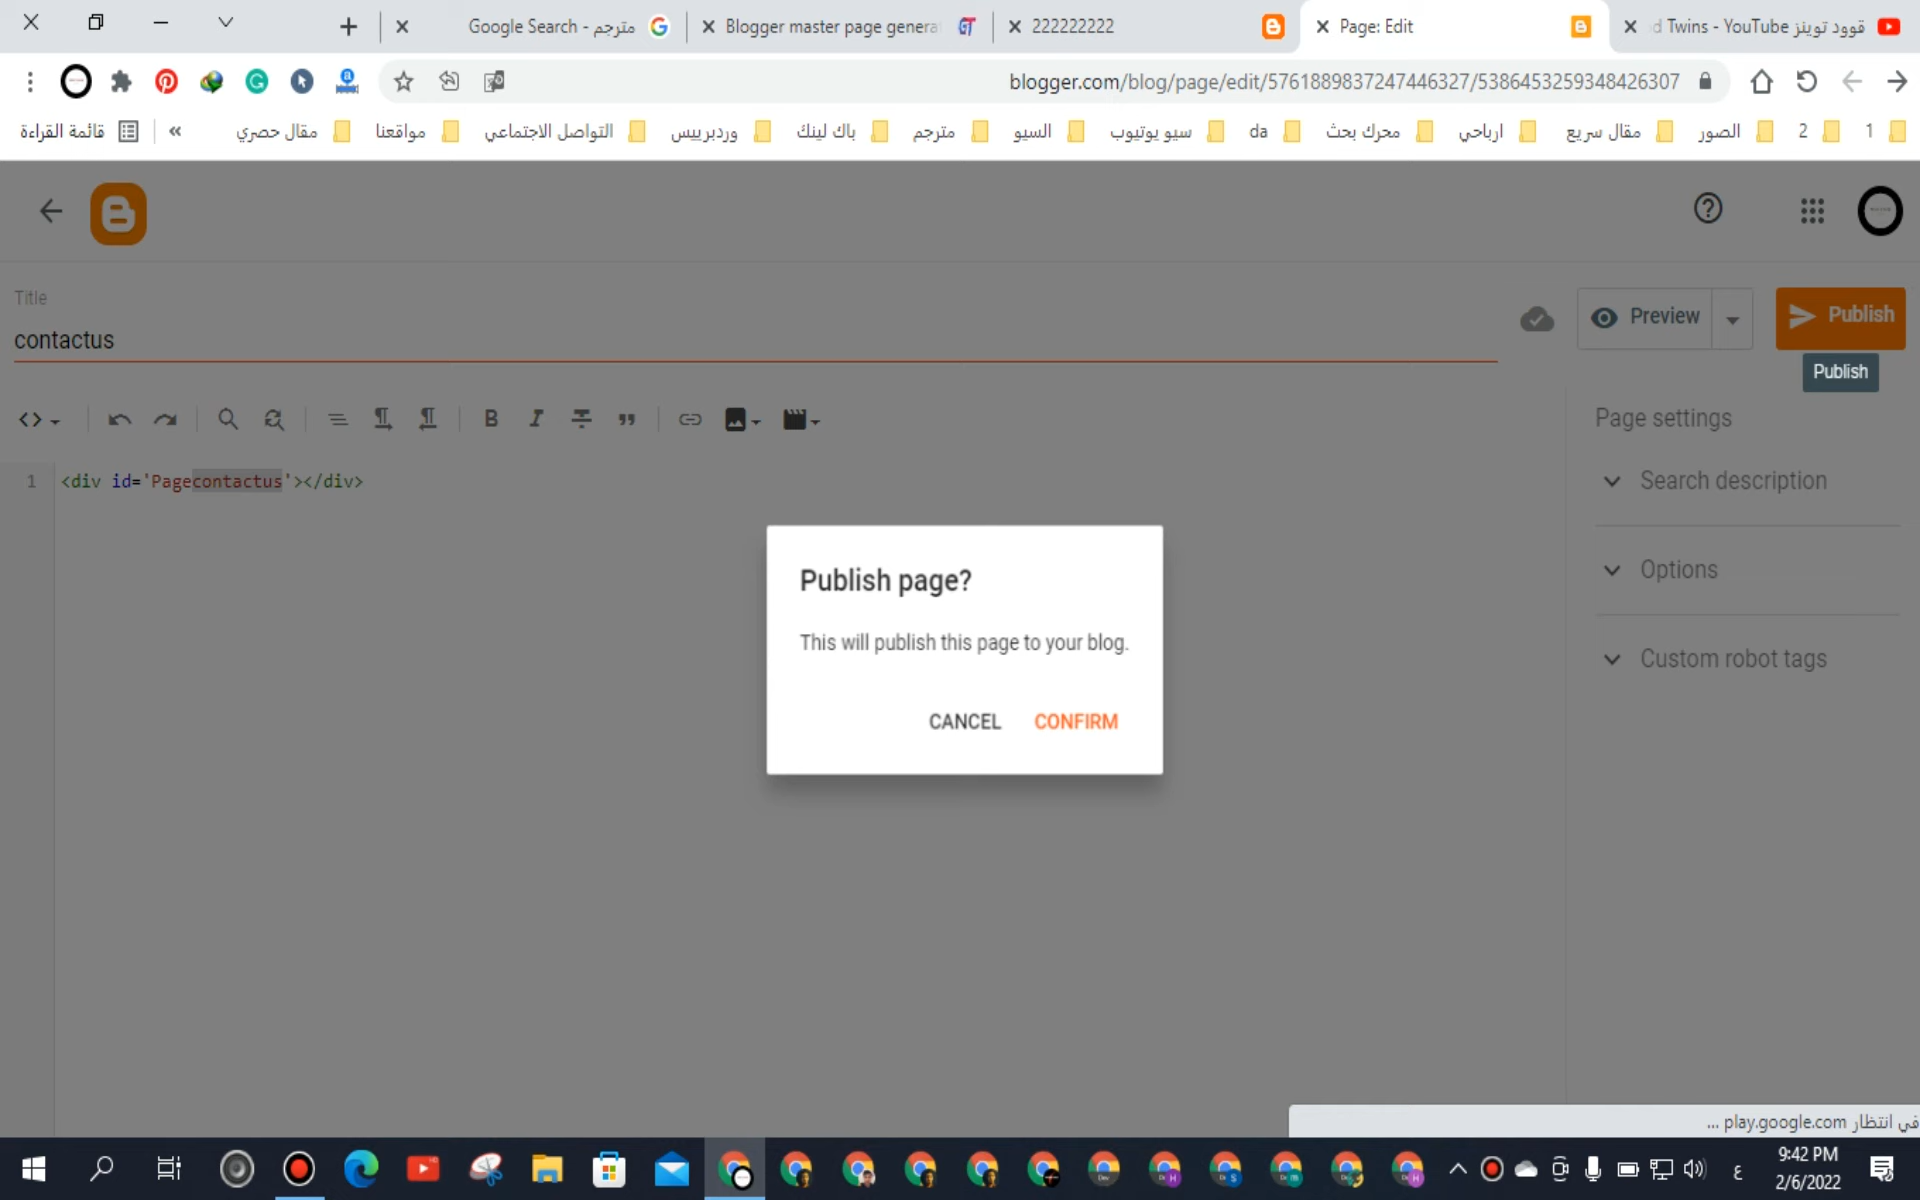 مترجم - Google Search
Blogger master page genera
222222222
Page: Edit
قوود توينز d Twins - YouTube
blogger.com/blog/page/edit/5761889837247446327/5386453259348426307
قائمة القراءة
»
مقال حصري
مواقعنا
التواصل الاجتماعي
وردبرييس
باك لينك
مترجم
السيو
سيو يوتيوب
da
محرك بحث
ارباحي
مقال سريع
الصور
2
1
Title
contactus
Preview
Publish
Publish
Page settings
1 <div id='Pagecontactus'></div>
Search description
Options
Custom robot tags
Publish page?
This will publish this page to your blog.
CANCEL CONFIRM
في انتظار play.google.com ...
ع
9:42 PM
2/6/2022